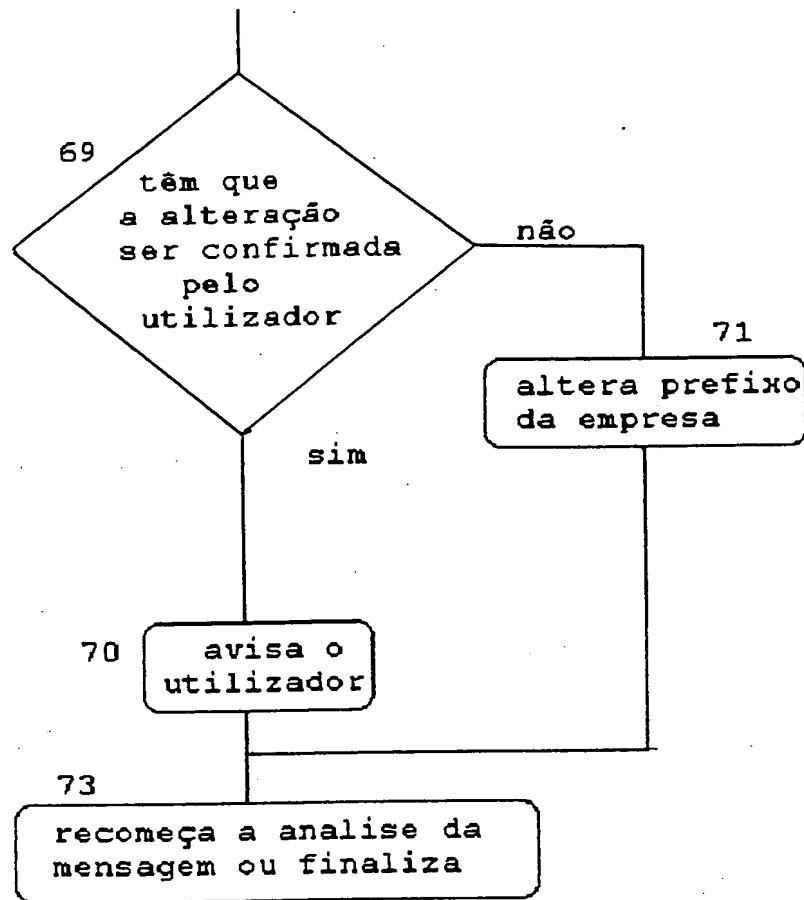 69
têm que
a alteração
ser confirmada
pelo
utilizador
não
71
altera prefixo
da empresa
sim
70
avisa o
utilizador
73
recomeça a analise da
mensagem ou finaliza